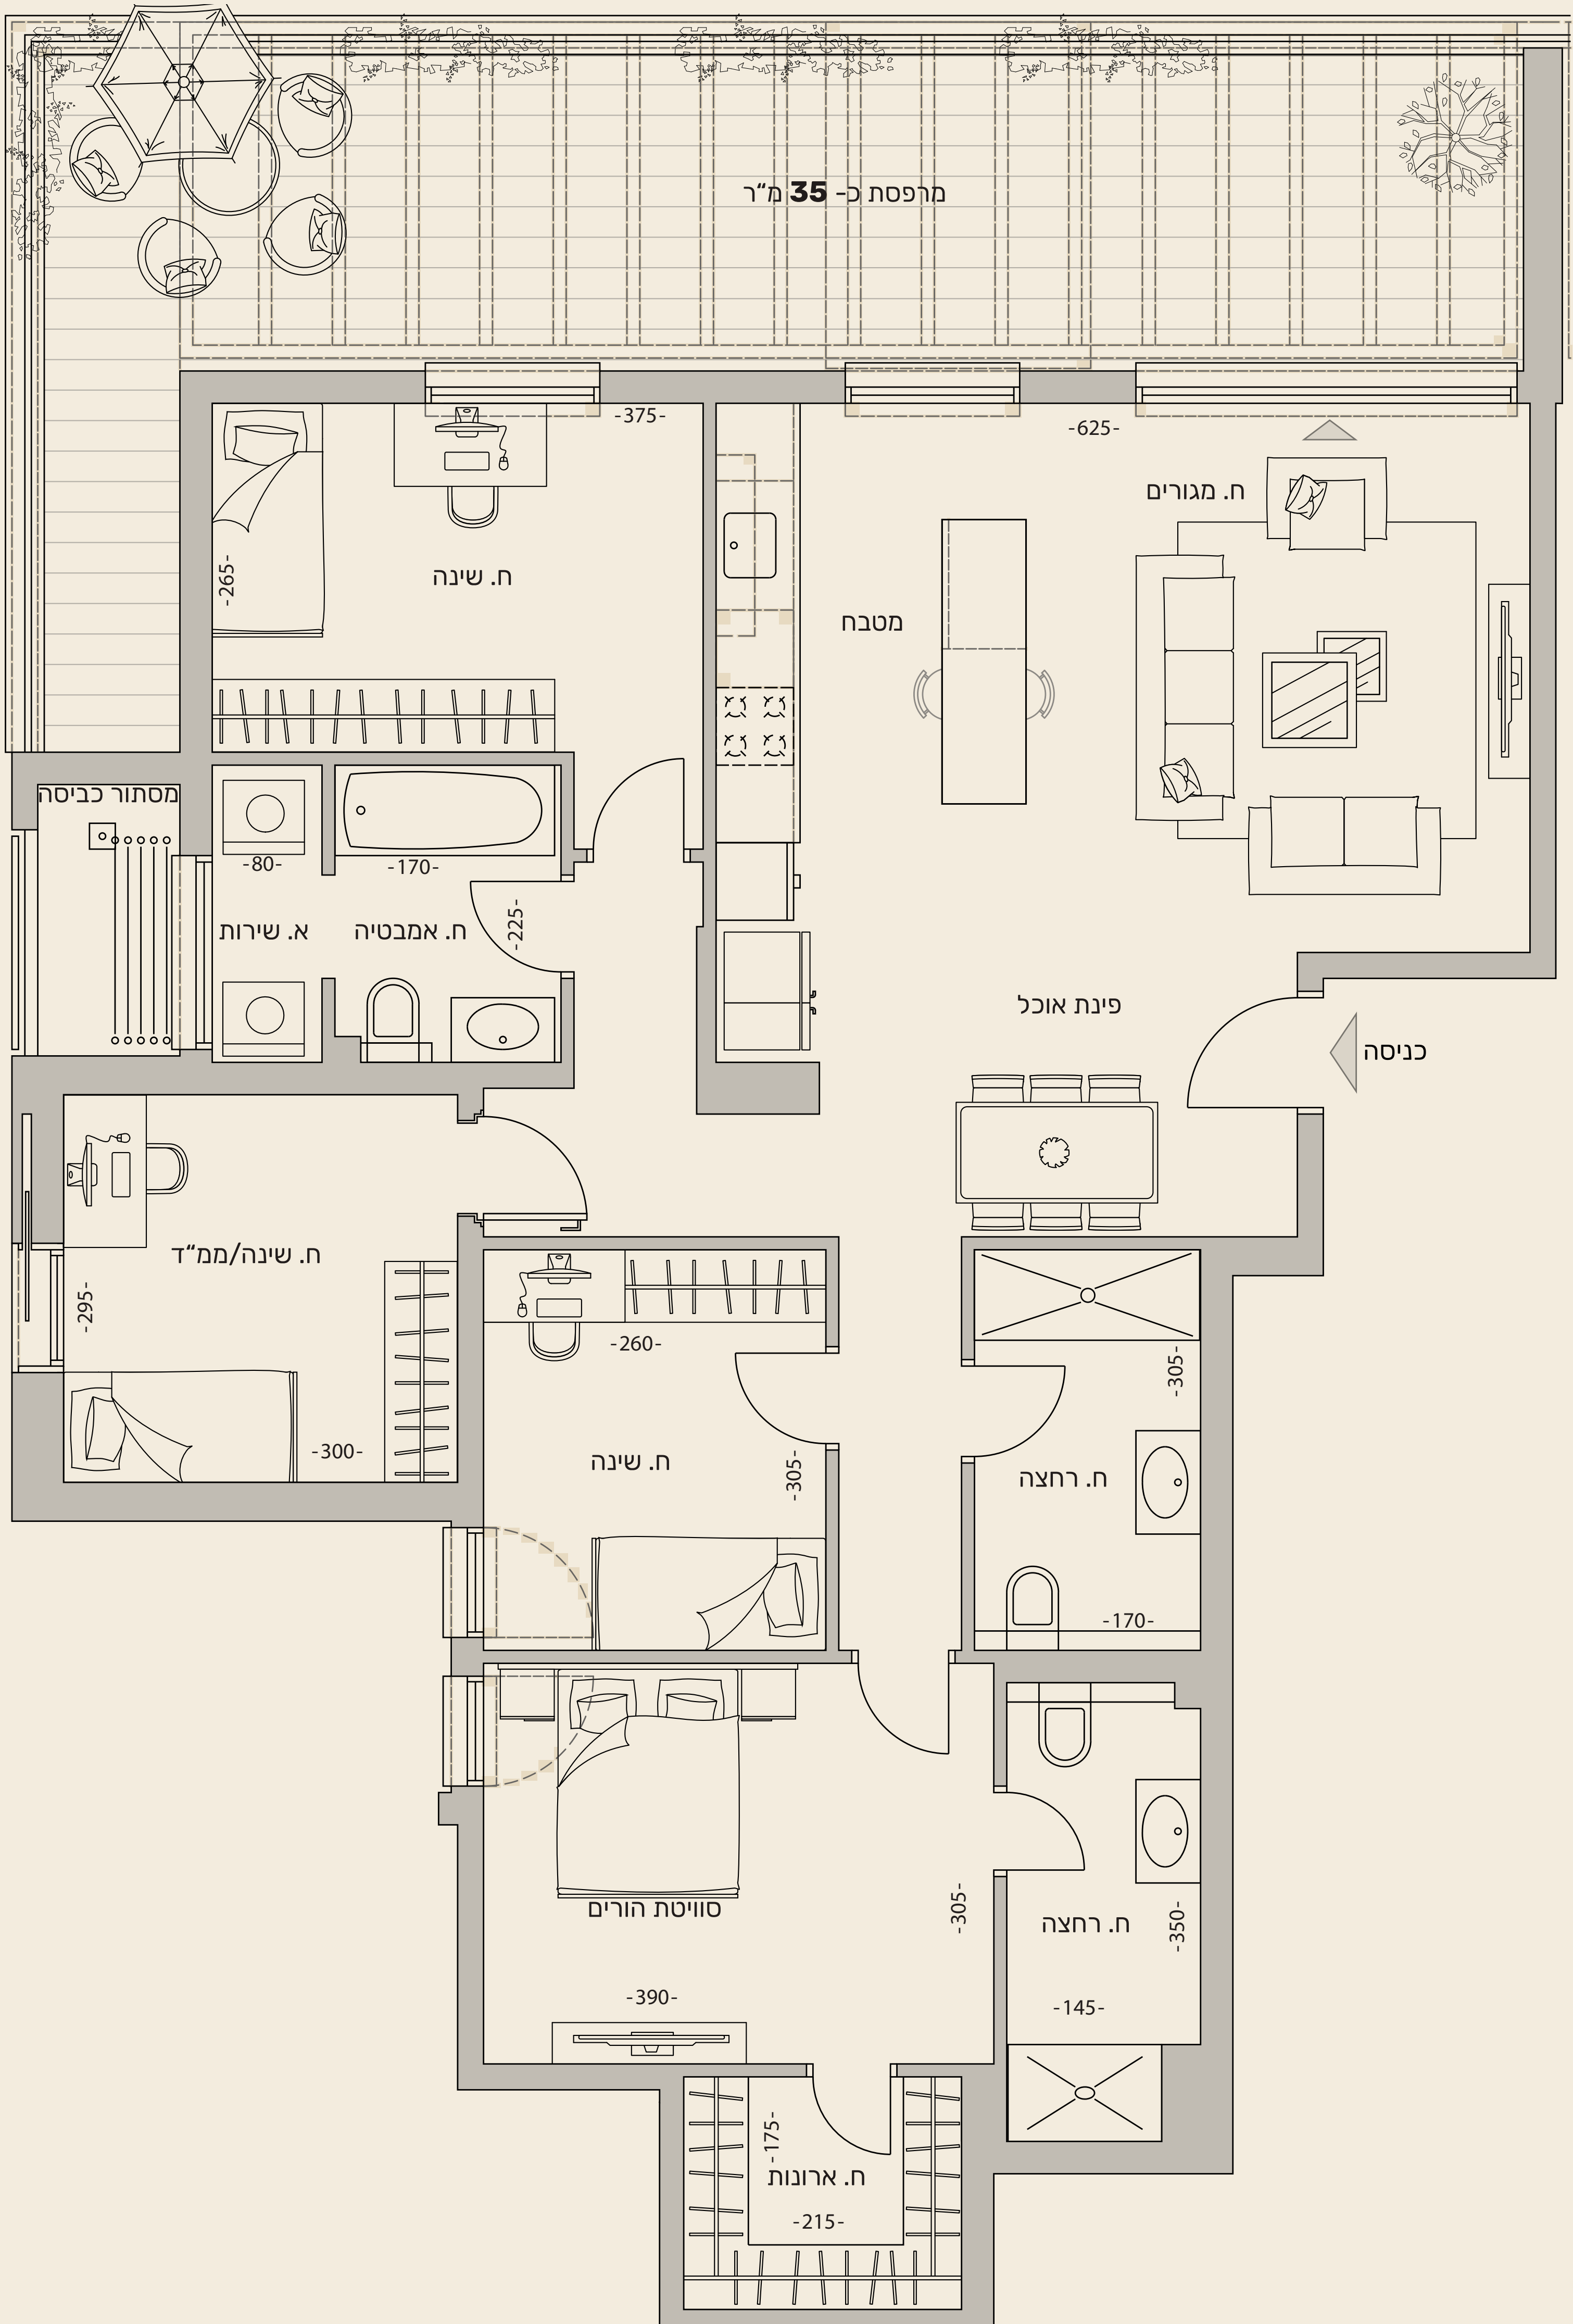 מרפסת כ- 35 מ"ר
-375-
-625-
ח. מגורים
-265-
ח. שינה
מטבח
מסתור כביסה
-80-
-170-
-225-
א. שירות
ח. אמבטיה
פינת אוכל
כניסה
ח. שינה/ממ"ד
-295-
-300-
-260-
-305-
ח. שינה
-305-
ח. רחצה
-170-
סוויטת הורים
-305-
-390-
ח. רחצה
-350-
-145-
-175-
ח. ארונות
-215-